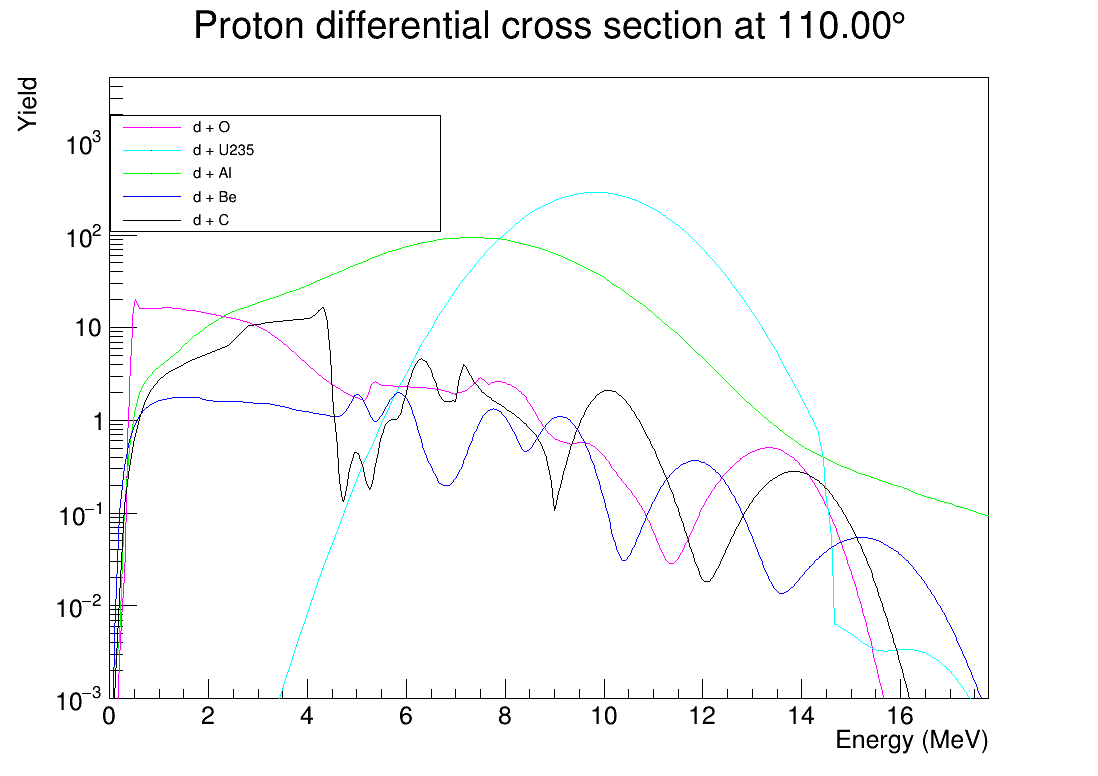 Proton differential cross section at 110.00°
Yield
d + O
d + U235
d + Al
d + Be
d + C
10³
10²
10
1
10⁻¹
10⁻²
10⁻³
0 2 4 6 8 10 12 14 16
Energy (MeV)